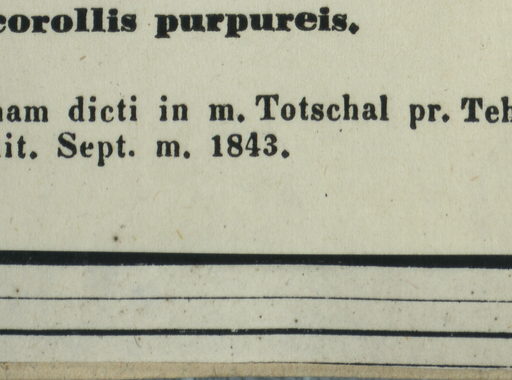 corollis purpureis.
nam dicti in m. Totschal pr. Teh
it. Sept. m. 1843.